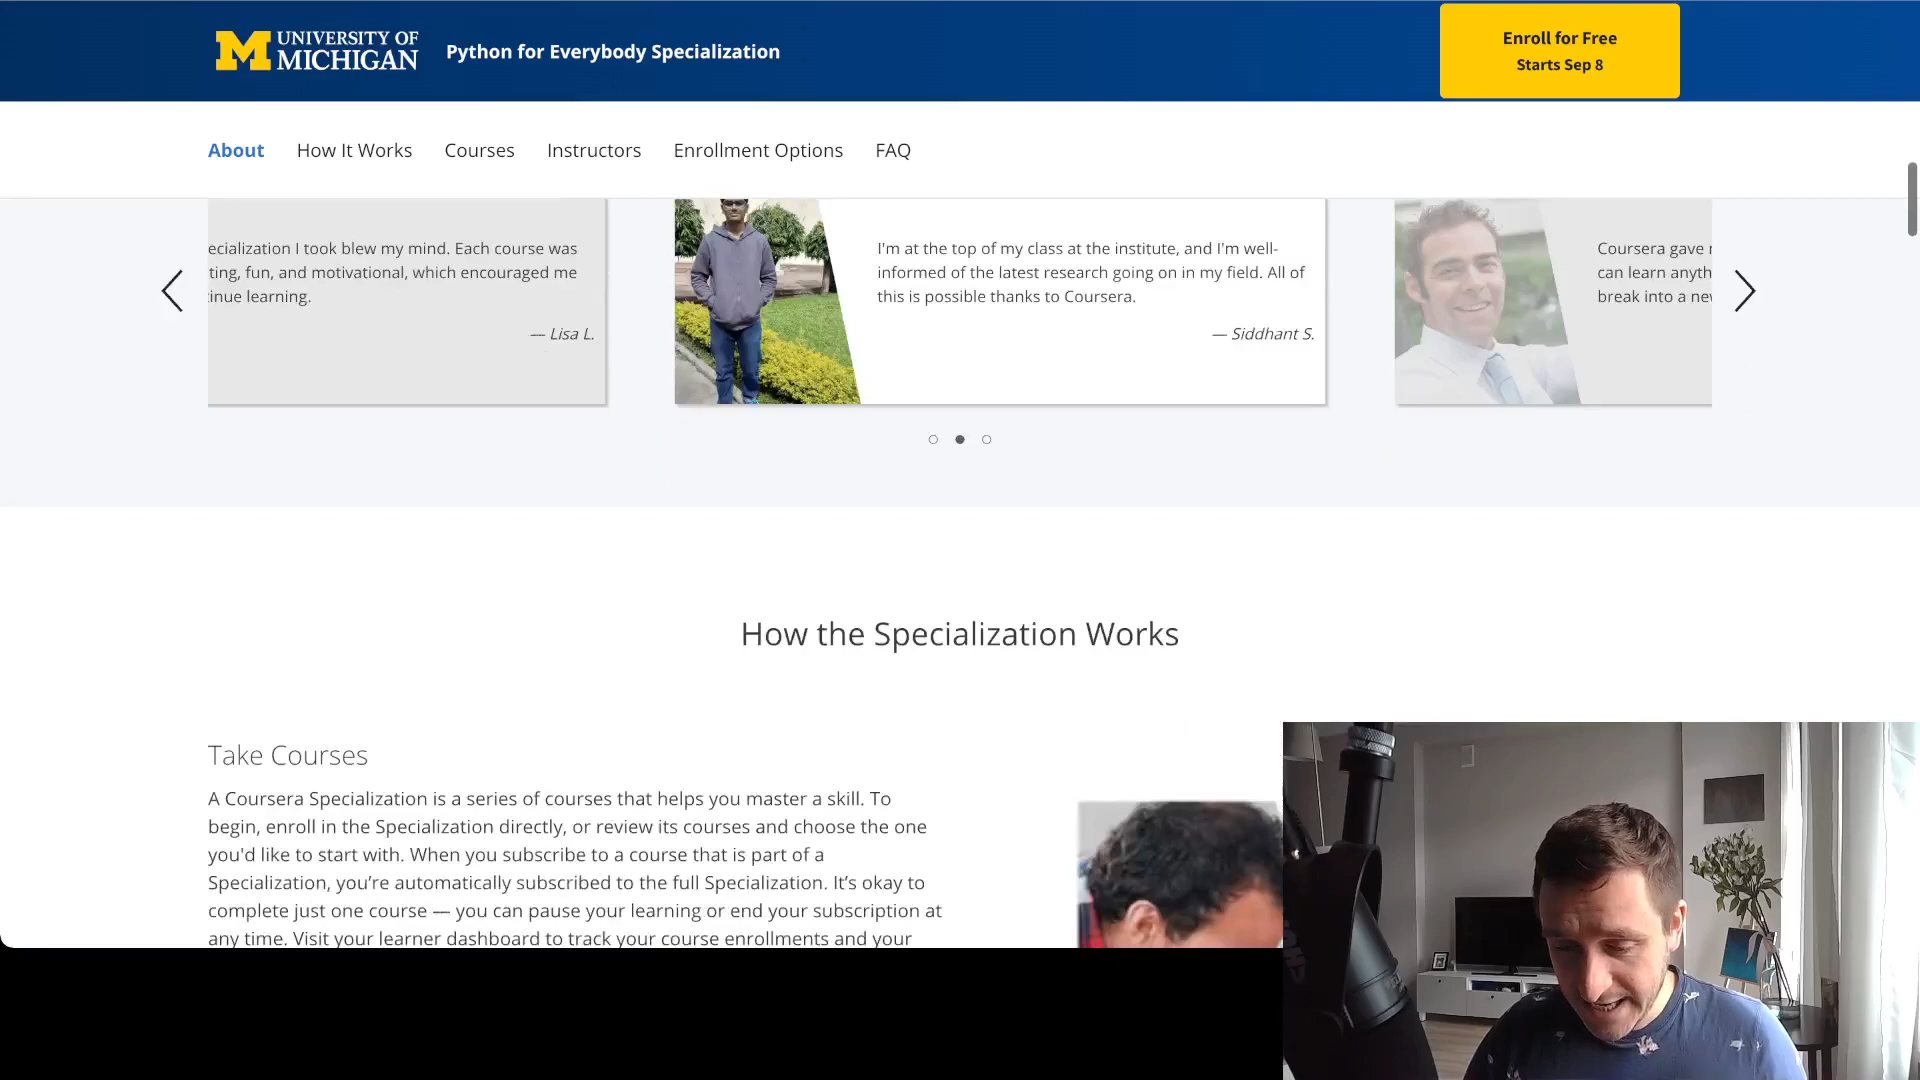 UNIVERSITY OF
MICHIGAN
Python for Everybody Specialization
Enroll for Free
Starts Sep 8
About How It Works Courses Instructors Enrollment Options FAQ
ecialization I took blew my mind. Each course was
ting, fun, and motivational, which encouraged me
inue learning.
— Lisa L.
I'm at the top of my class at the institute, and I'm well-
informed of the latest research going on in my field. All of
this is possible thanks to Coursera.
— Siddhant S.
Coursera gave
can learn anyth
break into a
How the Specialization Works
Take Courses
A Coursera Specialization is a series of courses that helps you master a skill. To
begin, enroll in the Specialization directly, or review its courses and choose the one
you'd like to start with. When you subscribe to a course that is part of a
Specialization, you’re automatically subscribed to the full Specialization. It’s okay to
complete just one course — you can pause your learning or end your subscription at
any time. Visit your learner dashboard to track your course enrollments and your